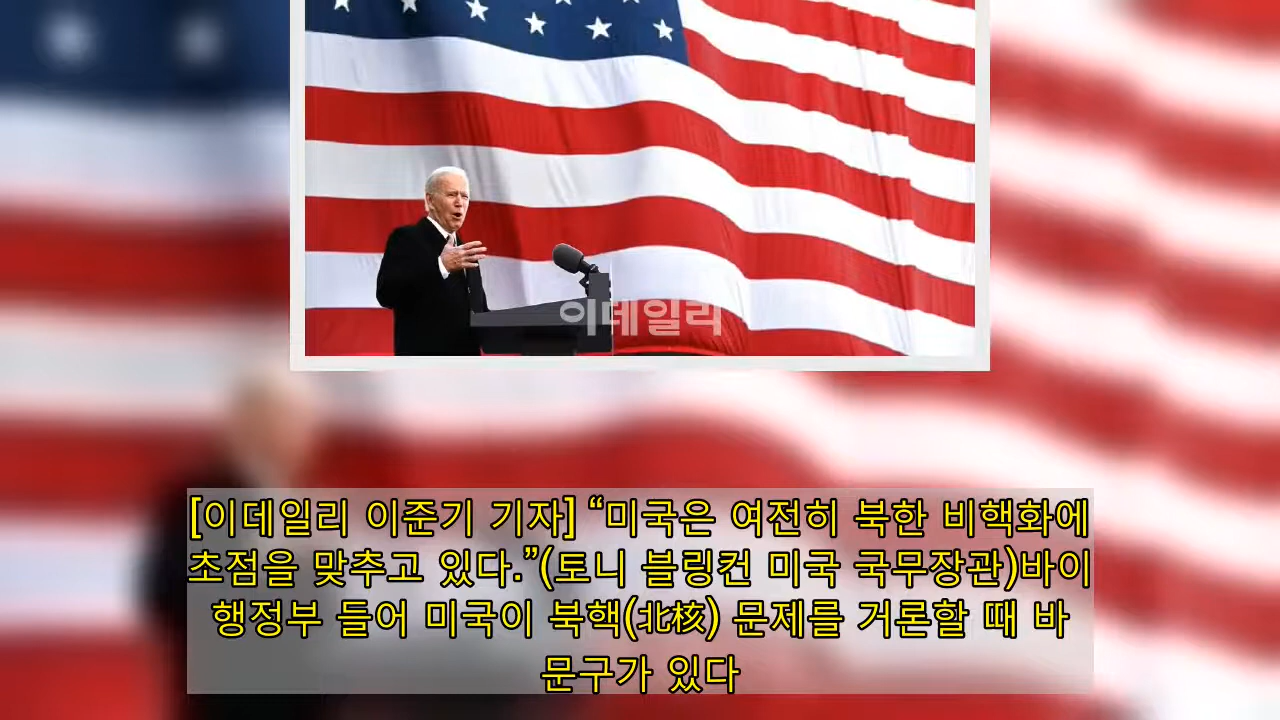 이데일리
[이데일리 이준기 기자] “미국은 여전히 북한 비핵화에
초점을 맞추고 있다.”(토니 블링컨 미국 국무장관)바이
행정부 들어 미국이 북핵(北核) 문제를 거론할 때 바
문구가 있다